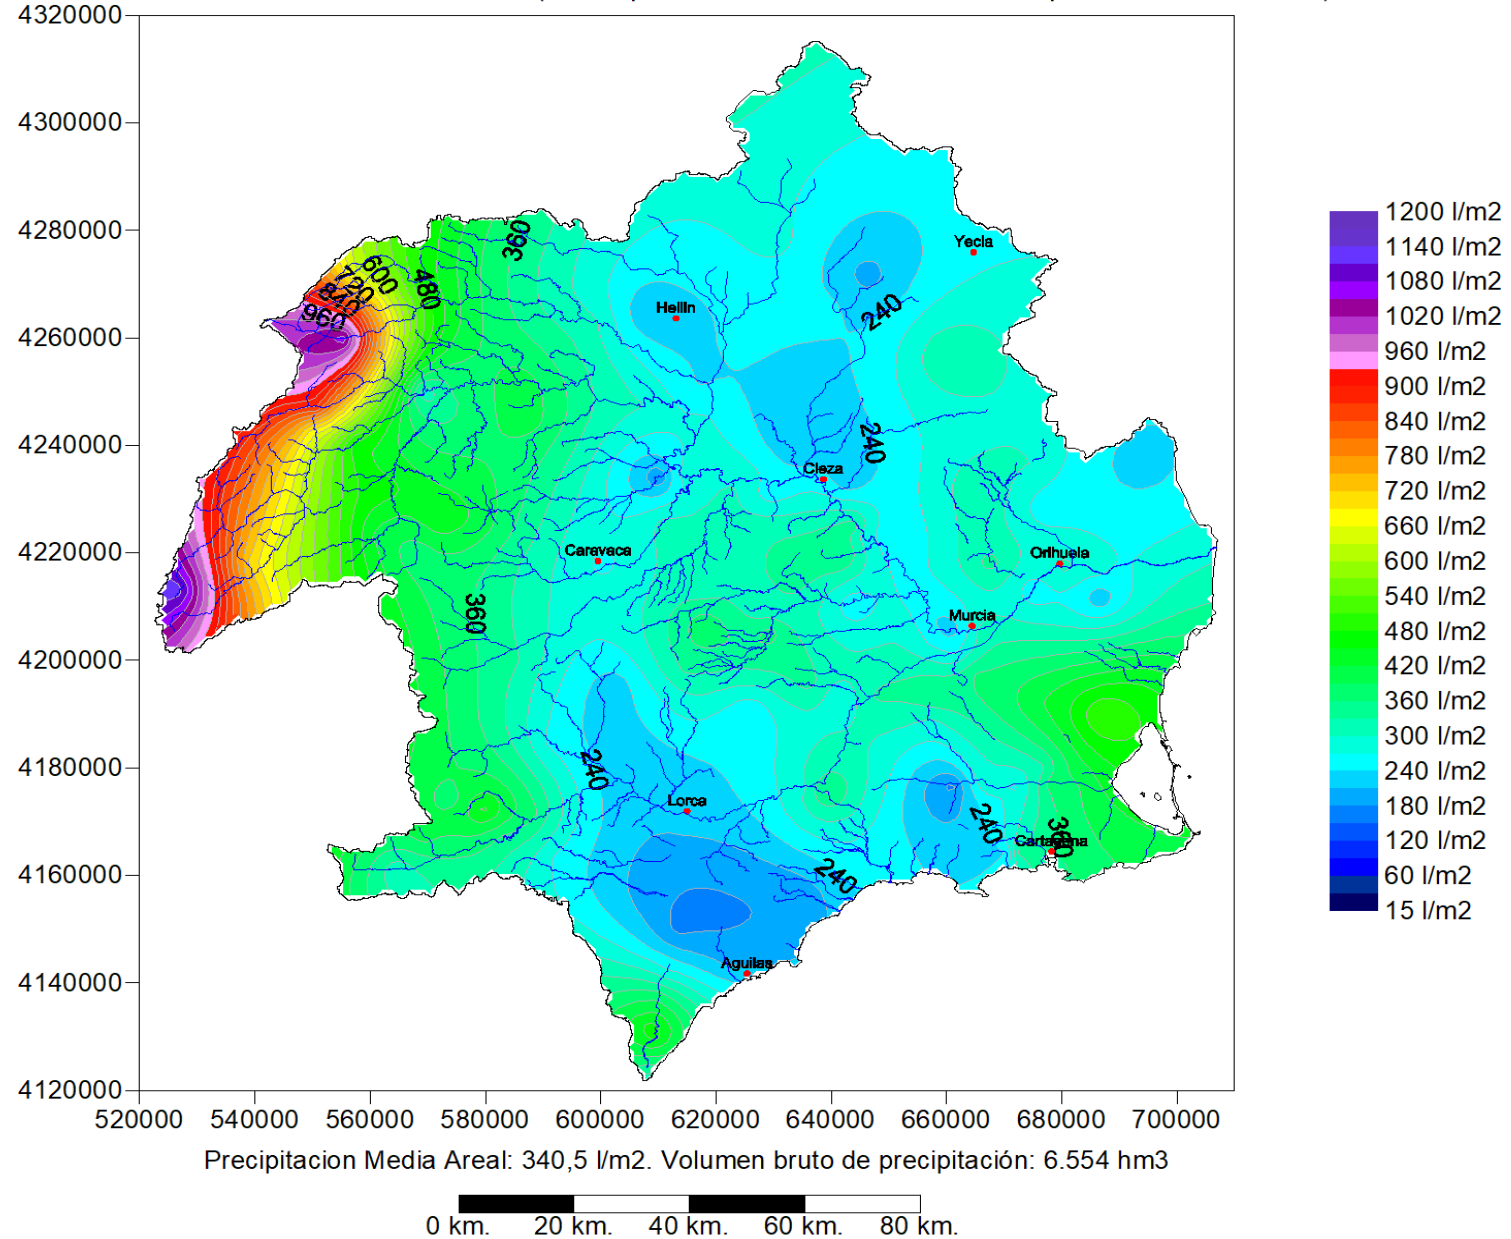 4320000
4300000
4280000
4260000
4240000
4220000
4200000
4180000
4160000
4140000
4120000
520000 540000 560000 580000 600000 620000 640000 660000 680000 700000
360
600
720
840
960
480
Yecla
Hellin
240
240
Cieza
Caravaca
Orihuela
360
Murcia
240
Lorca
240
360
Cartagena
240
Aguilas
1200 l/m2
1140 l/m2
1080 l/m2
1020 l/m2
960 l/m2
900 l/m2
840 l/m2
780 l/m2
720 l/m2
660 l/m2
600 l/m2
540 l/m2
480 l/m2
420 l/m2
360 l/m2
300 l/m2
240 l/m2
180 l/m2
120 l/m2
60 l/m2
15 l/m2
Precipitacion Media Areal: 340,5 l/m2. Volumen bruto de precipitación: 6.554 hm3
0 km. 20 km. 40 km. 60 km. 80 km.